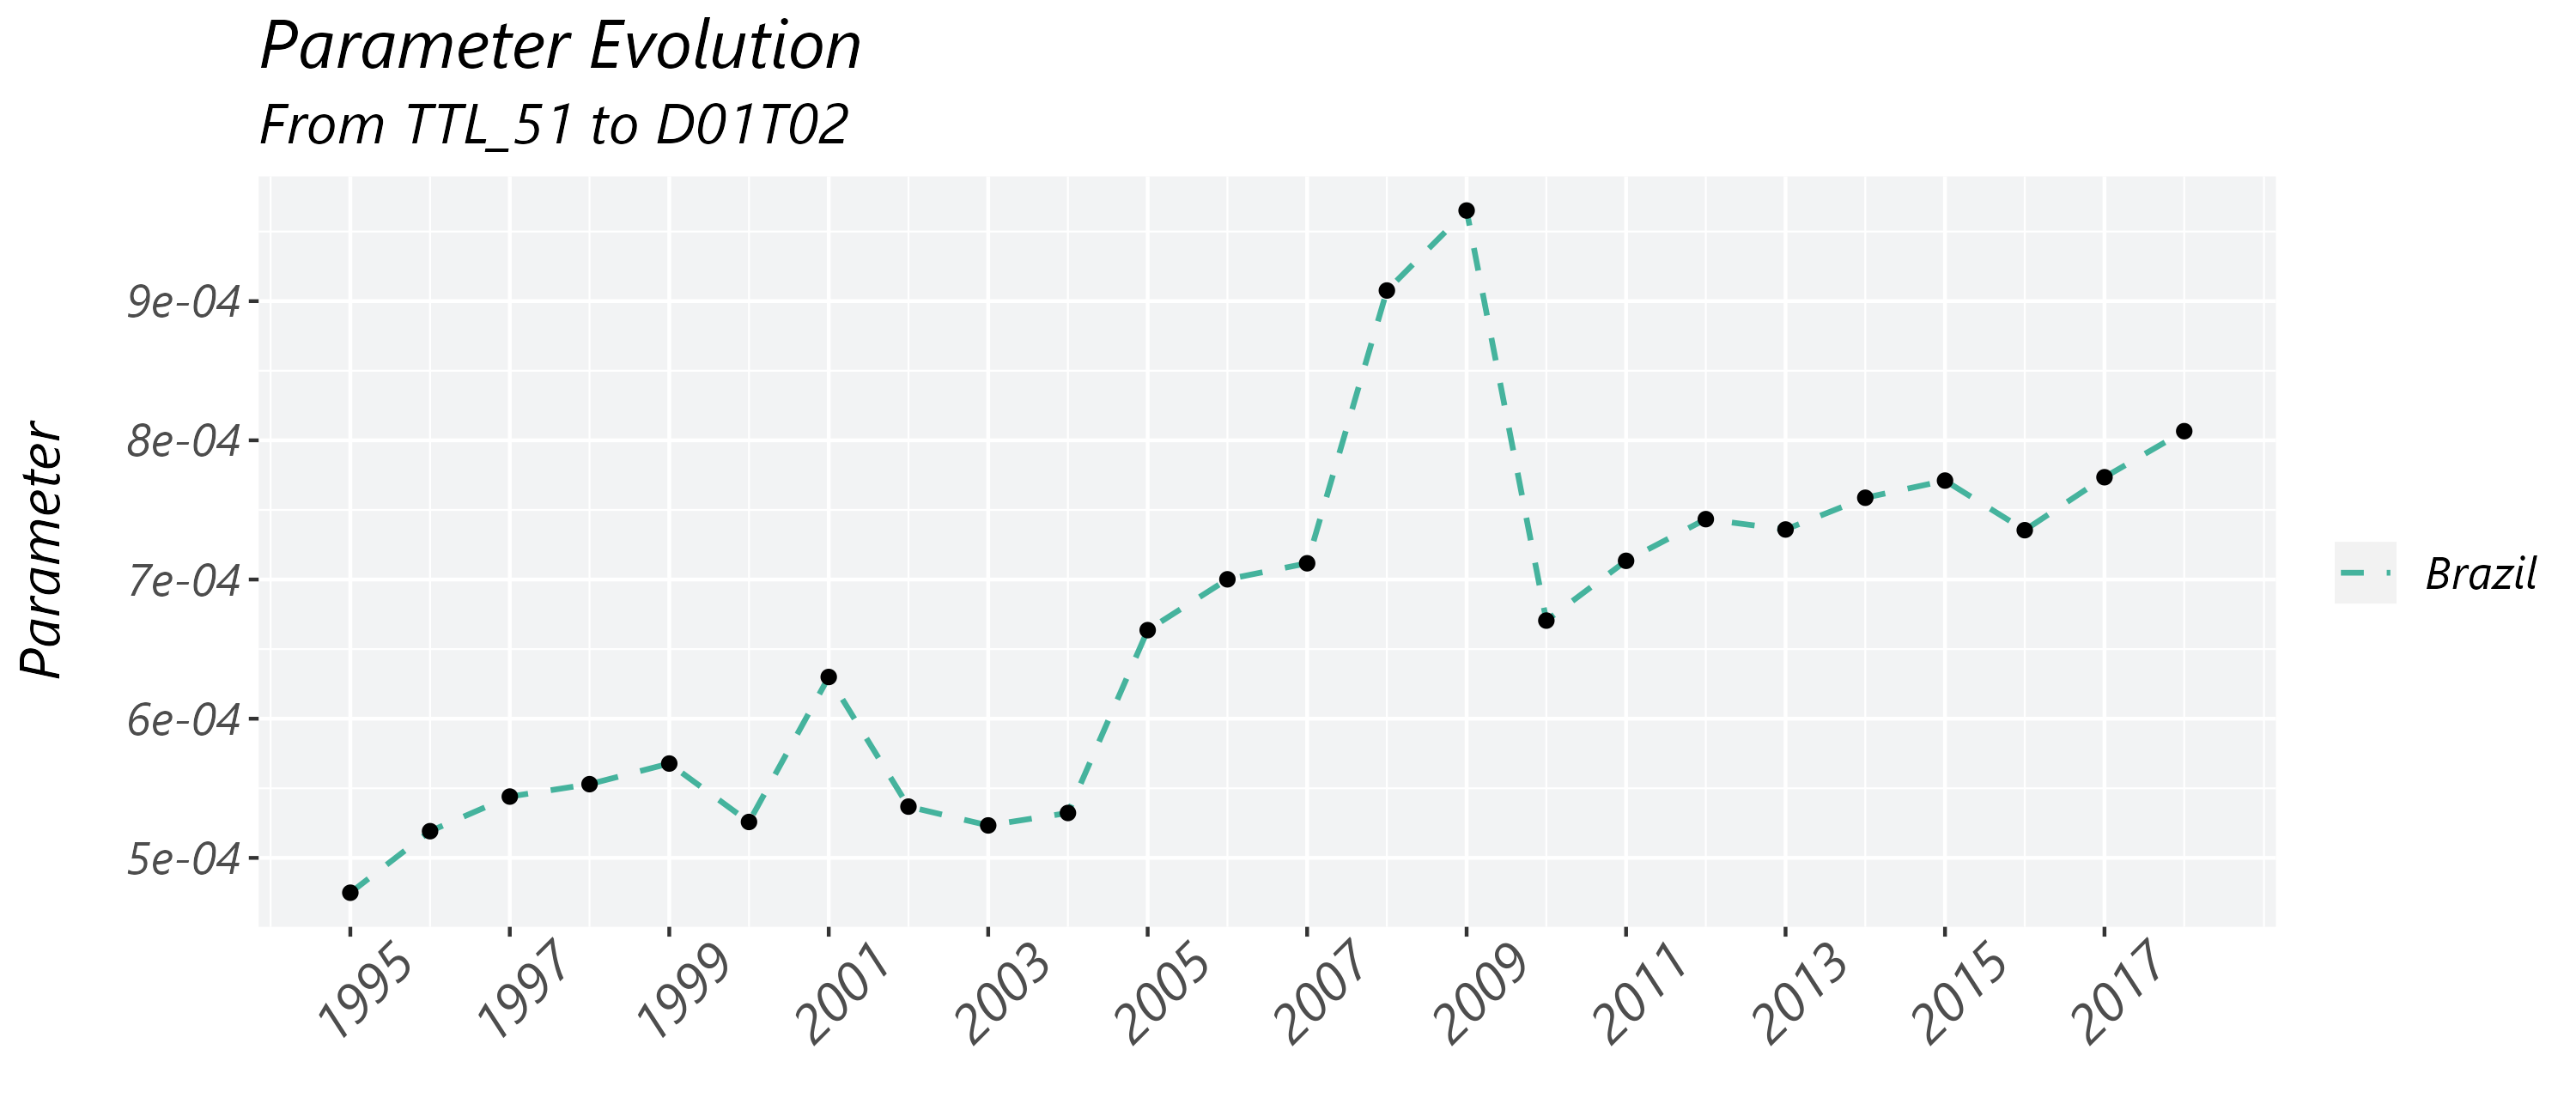 Parameter Evolution
From TTL_51 to D01T02
Parameter
9e-04
8e-04
7e-04
6e-04
5e-04
1995
1997
1999
2001
2003
2005
2007
2009
2011
2013
2015
2017
Brazil